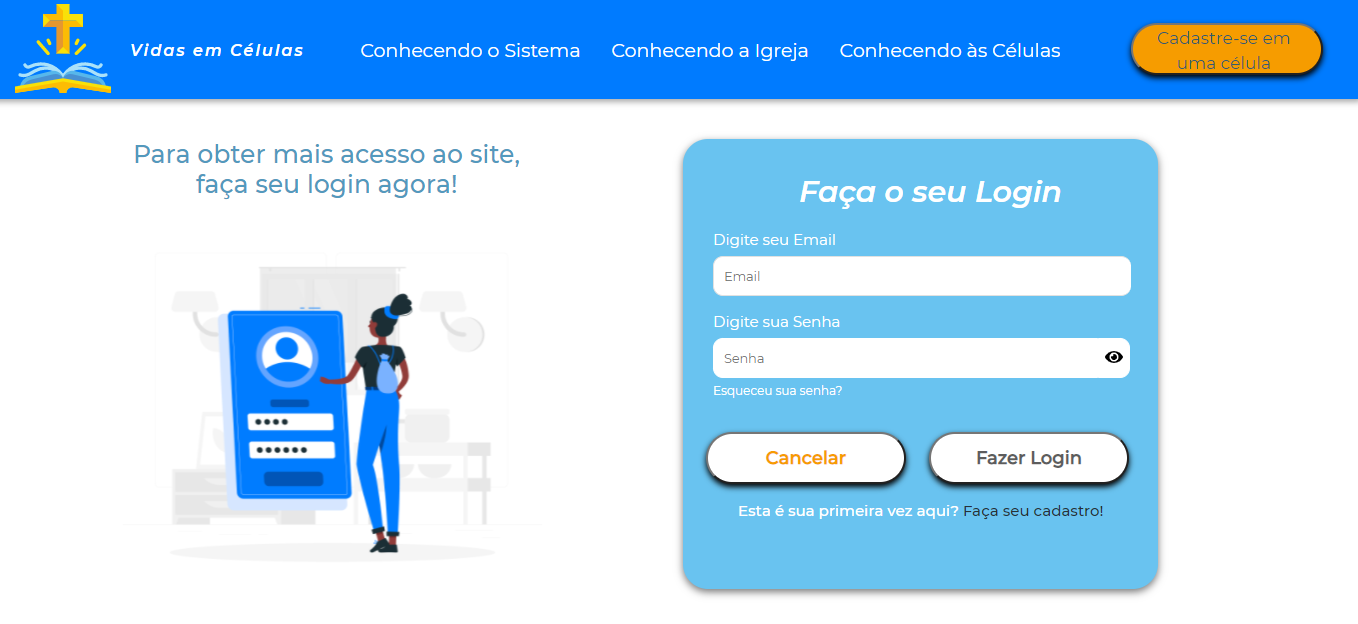 Vidas em Células
Conhecendo o Sistema
Conhecendo a Igreja
Conhecendo às Células
Cadastre-se em
uma célula
Para obter mais acesso ao site,
faça seu login agora!
Faça o seu Login
Digite seu Email
Email
Digite sua Senha
Senha
Esqueceu sua senha?
Cancelar
Fazer Login
Esta é sua primeira vez aqui? Faça seu cadastro!